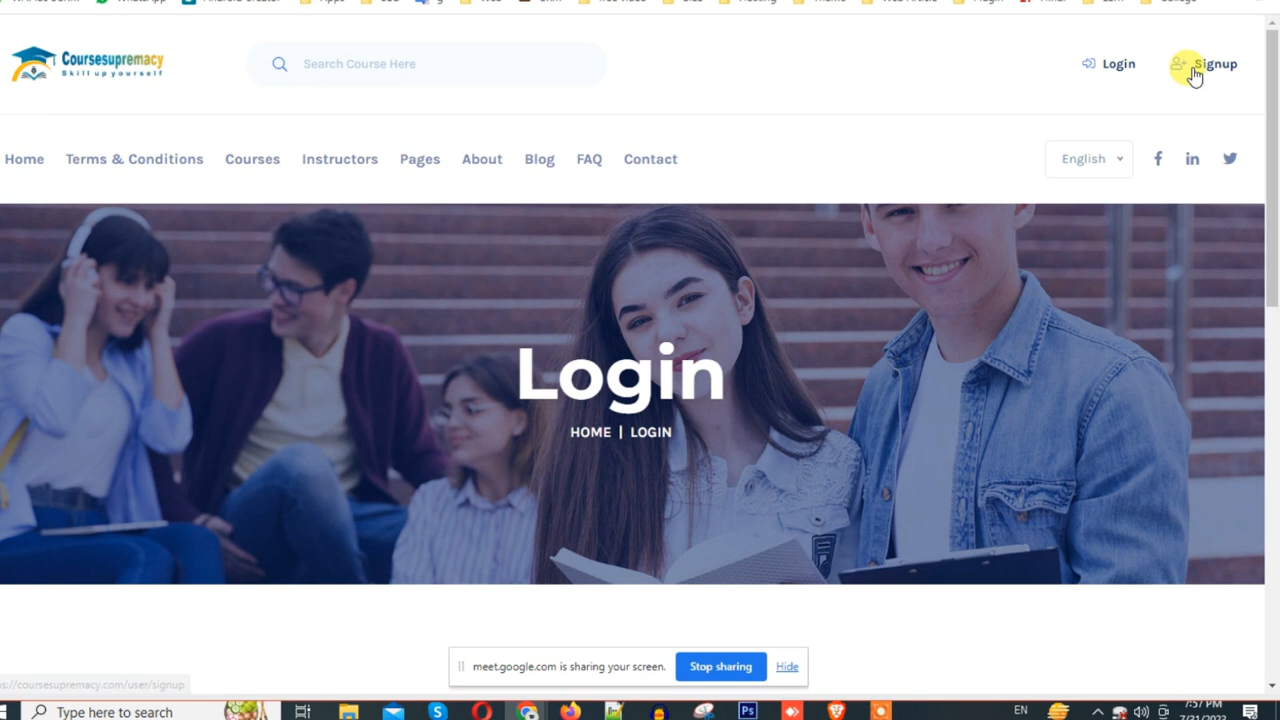 Coursesupremacy
Skill up yourself
Search Course Here
Login
Signup
Home
Terms & Conditions
Courses
Instructors
Pages
About
Blog
FAQ
Contact
English
Login
HOME | LOGIN
meet.google.com is sharing your screen.
Stop sharing
Hide
s://coursesupremacy.com/user/signup
Type here to search
EN
7:57 PM